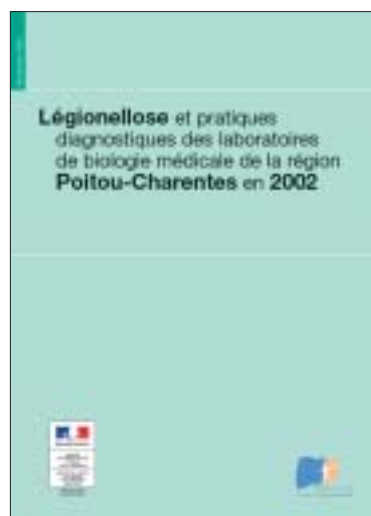 Légionellose et pratiques
diagnostiques des laboratoires
de biologie médicale de la région
Poitou-Charentes en 2002